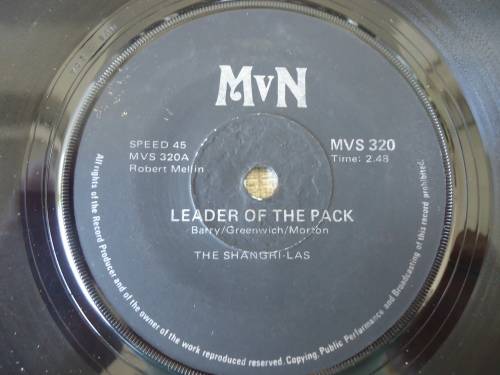 MvN
SPEED 45
MVS 320A
Robert Mellin
MVS 320
Time: 2.48
LEADER OF THE PACK
Barry/Greenwich/Morton
THE SHANGRI-LAS
All rights of the Record Producer and of the owner of the work reproduced reserved. Copying, Public Performance and Broadcasting of this record prohibited.